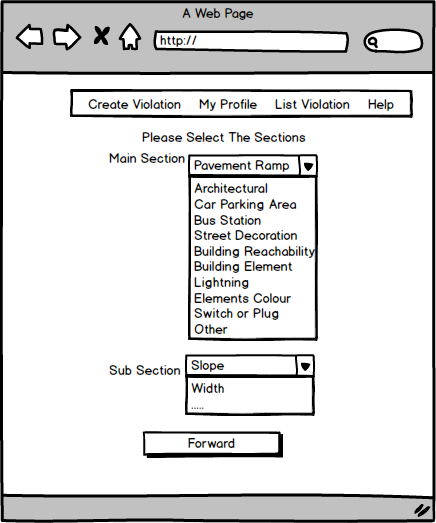 A Web Page
http://
Create Violation My Profile List Violation Help
Please Select The Sections
Main Section Pavement Ramp
Architectural
Car Parking Area
Bus Station
Street Decoration
Building Reachability
Building Element
Lightning
Elements Colour
Switch or Plug
Other
Sub Section Slope
Width
.....
Forward